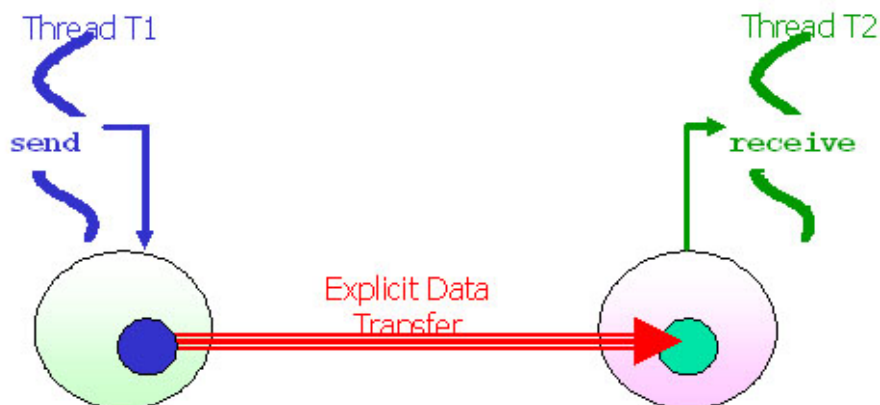 Thread T1
Thread T2
send
receive
Explicit Data
Transfer